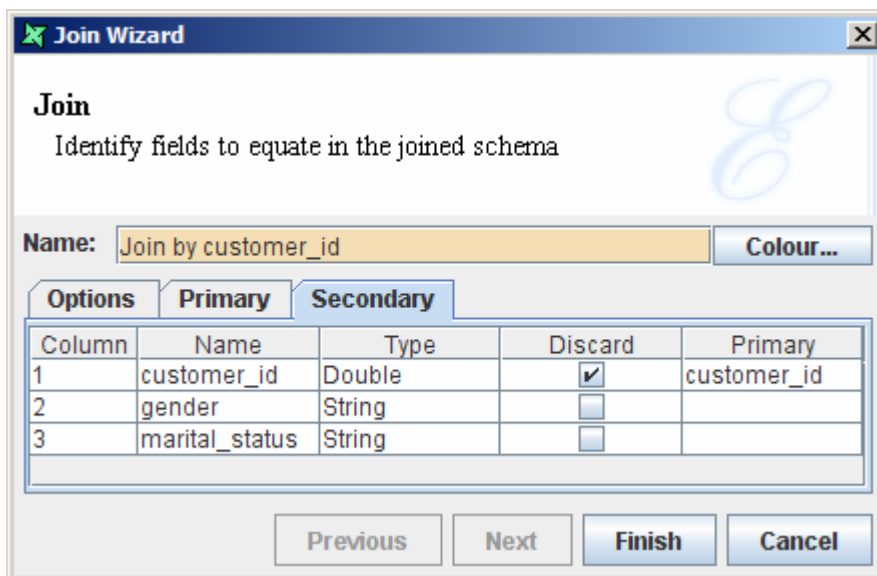 Join Wizard
Join
Identify fields to equate in the joined schema
Name: Join by customer_id Colour...
Options Primary Secondary
Column Name Type Discard Primary
1 customer_id Double customer_id
2 gender String
3 marital_status String
Previous Next Finish Cancel